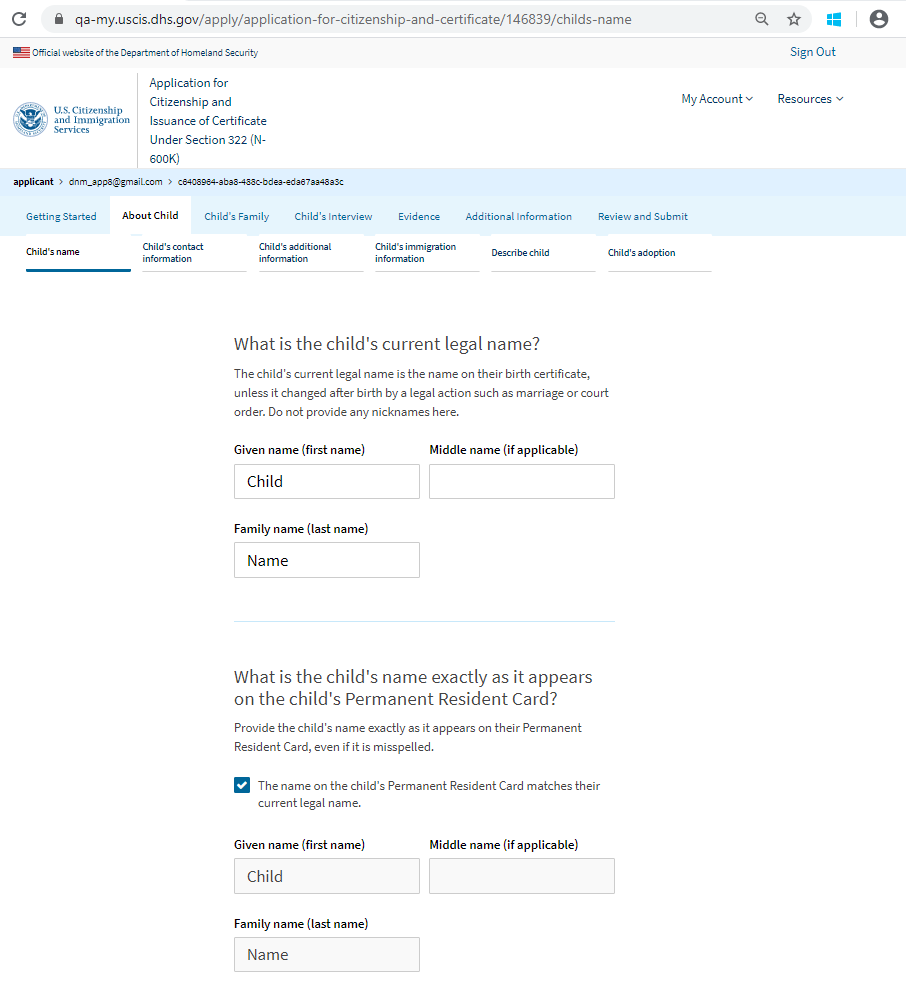 qa-my.uscis.dhs.gov/apply/application-for-citizenship-and-certificate/146839/childs-name
Official website of the Department of Homeland Security
Sign Out
U.S. Citizenship
and Immigration
Services
Application for
Citizenship and
Issuance of Certificate
Under Section 322 (N-
600K)
My Account
Resources
applicant > dnm_app8@gmail.com > c6408964-aba8-488c-bdea-eda67aa48a3c
Getting Started
About Child
Child's Family
Child's Interview
Evidence
Additional Information
Review and Submit
Child's name
Child's contact
information
Child's additional
information
Child's immigration
information
Describe child
Child's adoption
What is the child's current legal name?
The child's current legal name is the name on their birth certificate,
unless it changed after birth by a legal action such as marriage or court
order. Do not provide any nicknames here.
Given name (first name)
Middle name (if applicable)
Child
Family name (last name)
Name
What is the child's name exactly as it appears
on the child's Permanent Resident Card?
Provide the child's name exactly as it appears on their Permanent
Resident Card, even if it is misspelled.
The name on the child's Permanent Resident Card matches their
current legal name.
Given name (first name)
Middle name (if applicable)
Child
Family name (last name)
Name